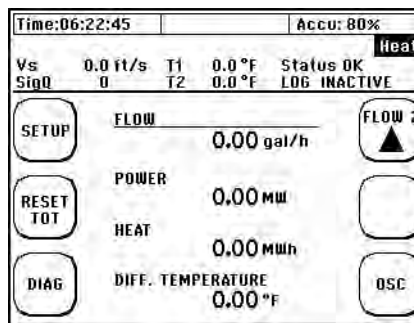 Time:06:22:45 Accu: 80%
Heat
Vs 0.0 ft/s T1 0.0 °F Status OK
SigQ 0 T2 0.0 °F LOG INACTIVE
SETUP
FLOW
0.00 gal/h
FLOW 2
RESET TOT
POWER
0.00 MW
HEAT
0.00 MWh
DIAG
DIFF. TEMPERATURE
0.00 °F
OSC